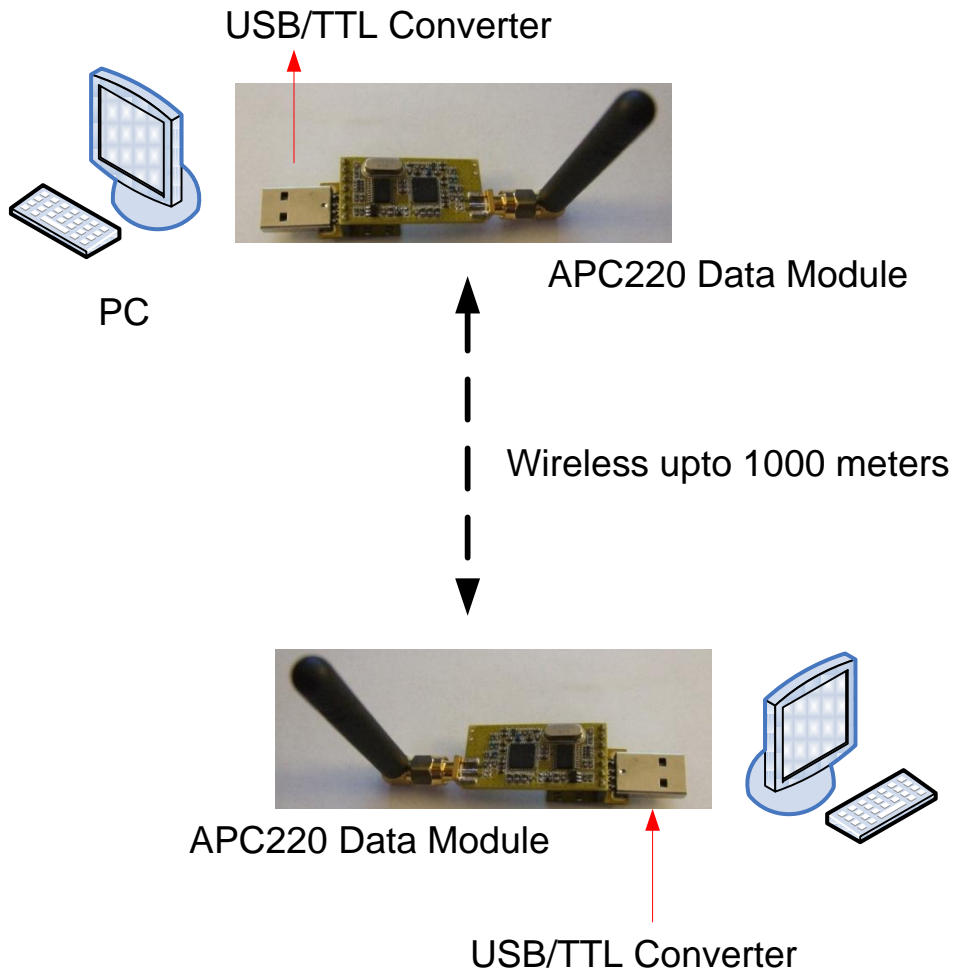 USB/TTL Converter
APC220 Data Module
PC
Wireless upto 1000 meters
APC220 Data Module
USB/TTL Converter